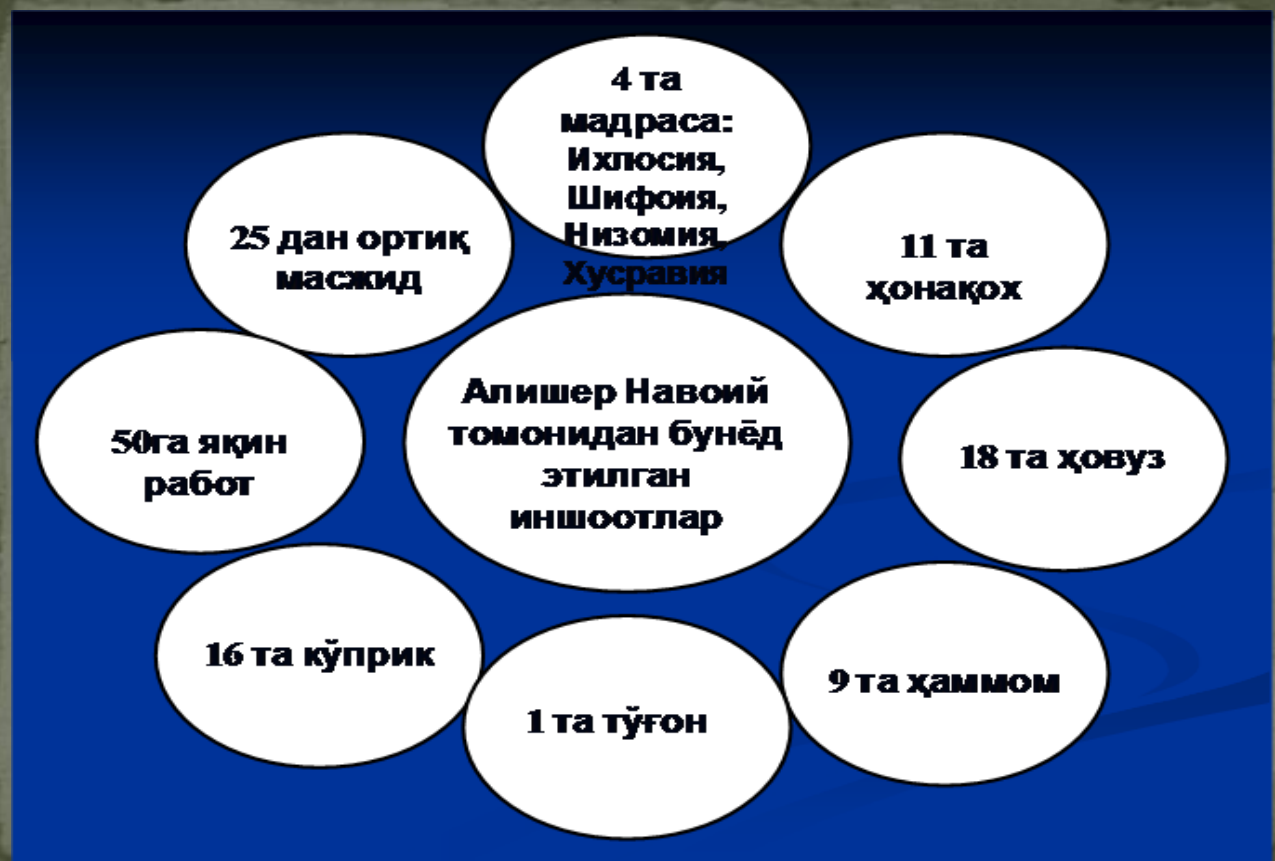 4 та
мадраса:
Ихлосия,
Шифоия,
Низомия,
Хусравия
25 дан ортиқ
масжид
11 та
ҳонақох
Алишер Навоий
томонидан бунёд
этилган
иншоотлар
50га яқин
работ
18 та ҳовуз
16 та кўприк
9 та ҳаммом
1 та тўғон